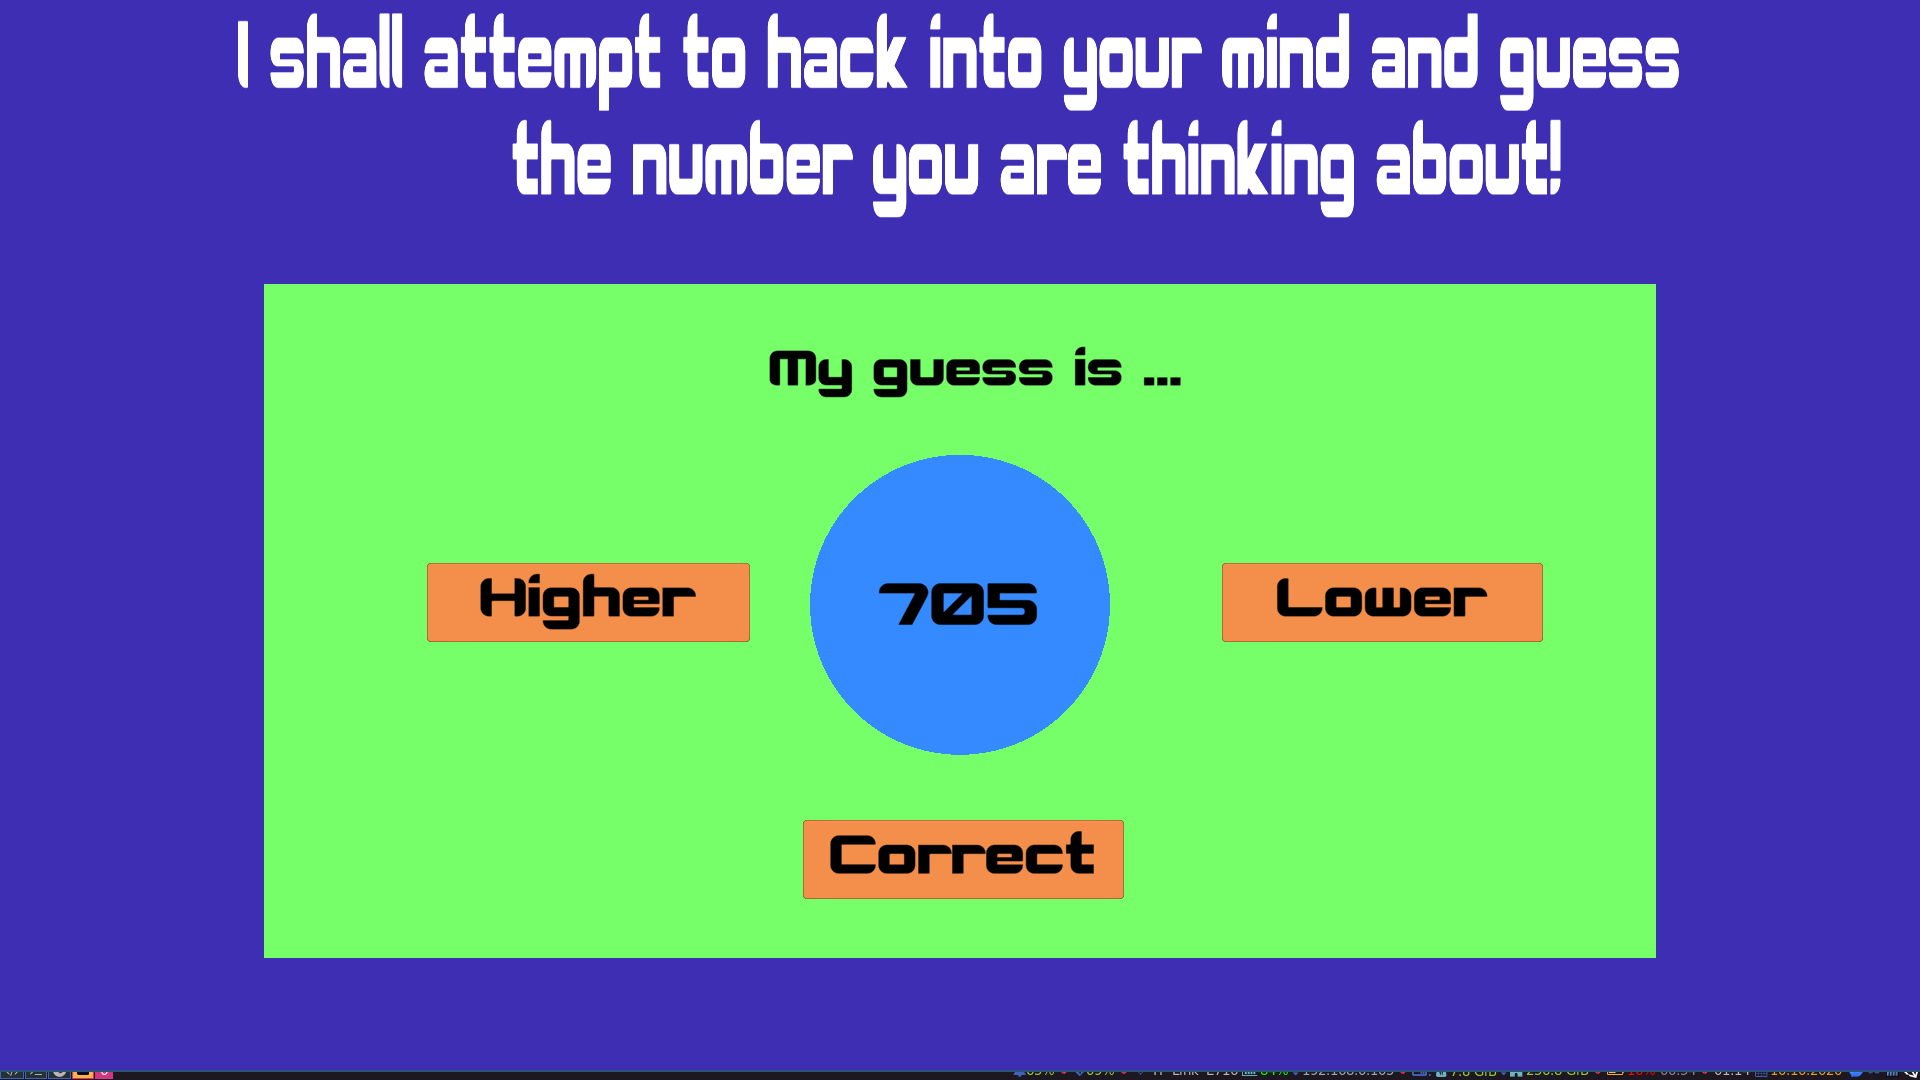 I shall attempt to hack into your mind and guess
the number you are thinking about!
My guess is ...
Higher
705
Lower
Correct